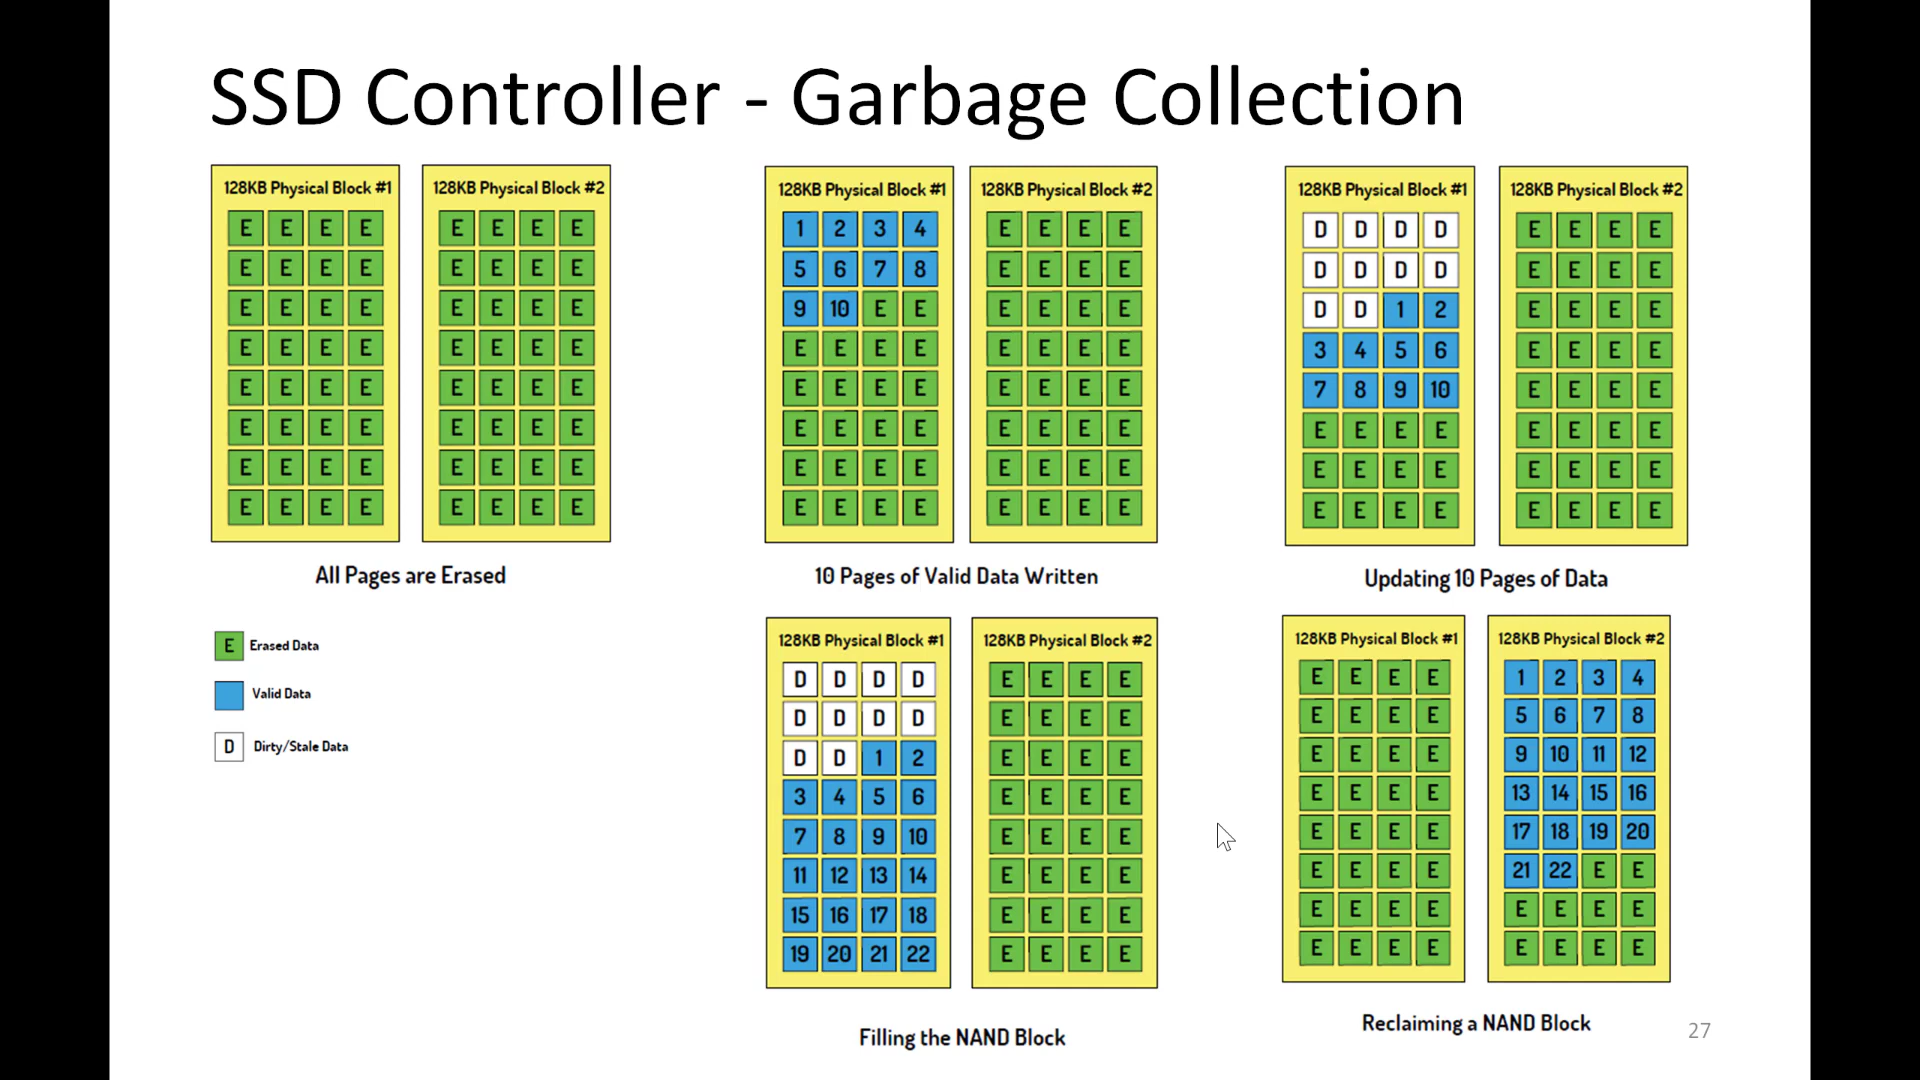 SSD Controller - Garbage Collection
128KB Physical Block #1
E E E E
E E E E
E E E E
E E E E
E E E E
E E E E
E E E E
E E E E
128KB Physical Block #2
E E E E
E E E E
E E E E
E E E E
E E E E
E E E E
E E E E
E E E E
All Pages are Erased
128KB Physical Block #1
1 2 3 4
5 6 7 8
9 10 E E
E E E E
E E E E
E E E E
E E E E
E E E E
128KB Physical Block #2
E E E E
E E E E
E E E E
E E E E
E E E E
E E E E
E E E E
E E E E
10 Pages of Valid Data Written
128KB Physical Block #1
D D D D
D D D D
D D 1 2
3 4 5 6
7 8 9 10
E E E E
E E E E
E E E E
128KB Physical Block #2
E E E E
E E E E
E E E E
E E E E
E E E E
E E E E
E E E E
E E E E
Updating 10 Pages of Data
E Erased Data
Valid Data
D Dirty/Stale Data
128KB Physical Block #1
D D D D
D D D D
D D 1 2
3 4 5 6
7 8 9 10
11 12 13 14
15 16 17 18
19 20 21 22
128KB Physical Block #2
E E E E
E E E E
E E E E
E E E E
E E E E
E E E E
E E E E
E E E E
Filling the NAND Block
128KB Physical Block #1
E E E E
E E E E
E E E E
E E E E
E E E E
E E E E
E E E E
E E E E
128KB Physical Block #2
1 2 3 4
5 6 7 8
9 10 11 12
13 14 15 16
17 18 19 20
21 22 E E
E E E E
E E E E
Reclaiming a NAND Block
27